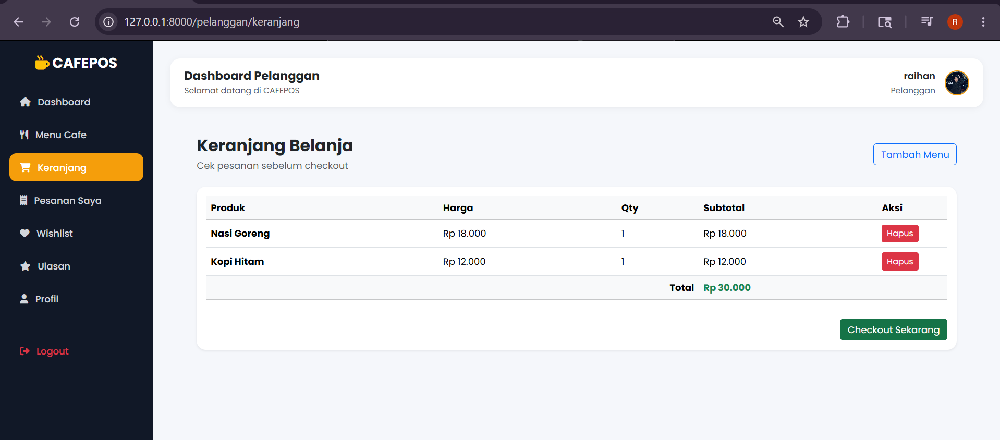 127.0.0.1:8000/pelanggan/keranjang
R
CAFEPOS
Dashboard
Menu Cafe
Keranjang
Pesanan Saya
Wishlist
Ulasan
Profil
Logout
Dashboard Pelanggan
Selamat datang di CAFEPOS
raihan
Pelanggan
Keranjang Belanja
Cek pesanan sebelum checkout
Tambah Menu
Produk Harga Qty Subtotal Aksi
Nasi Goreng Rp 18.000 1 Rp 18.000 Hapus
Kopi Hitam Rp 12.000 1 Rp 12.000 Hapus
Total Rp 30.000
Checkout Sekarang